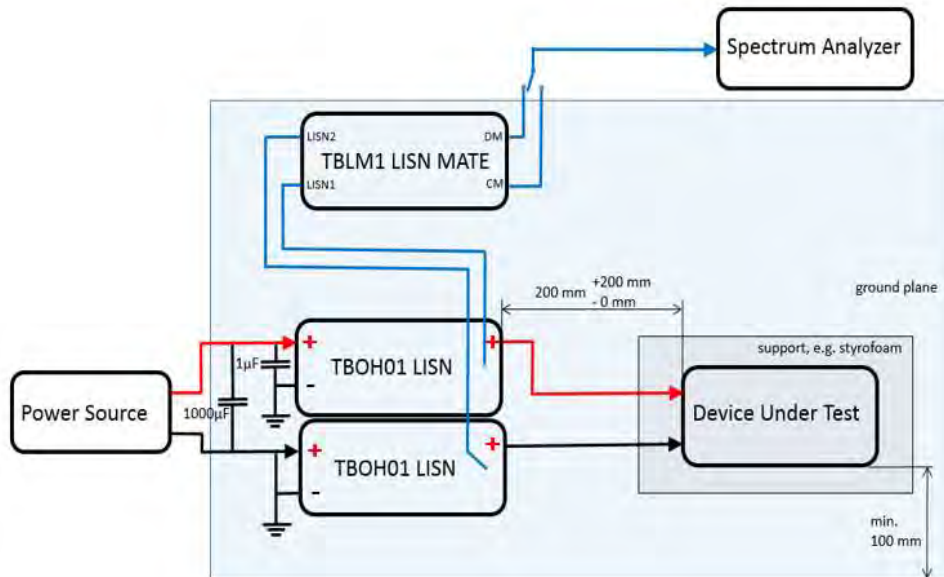 Spectrum Analyzer
LISN2
DM
TBLM1 LISN MATE
LISN1
CM
200 mm +200 mm
- 0 mm
ground plane
support, e.g. styrofoam
+
+
1µF
TBOH01 LISN
-
Power Source
1000µF
Device Under Test
+
+
TBOH01 LISN
-
min.
100 mm